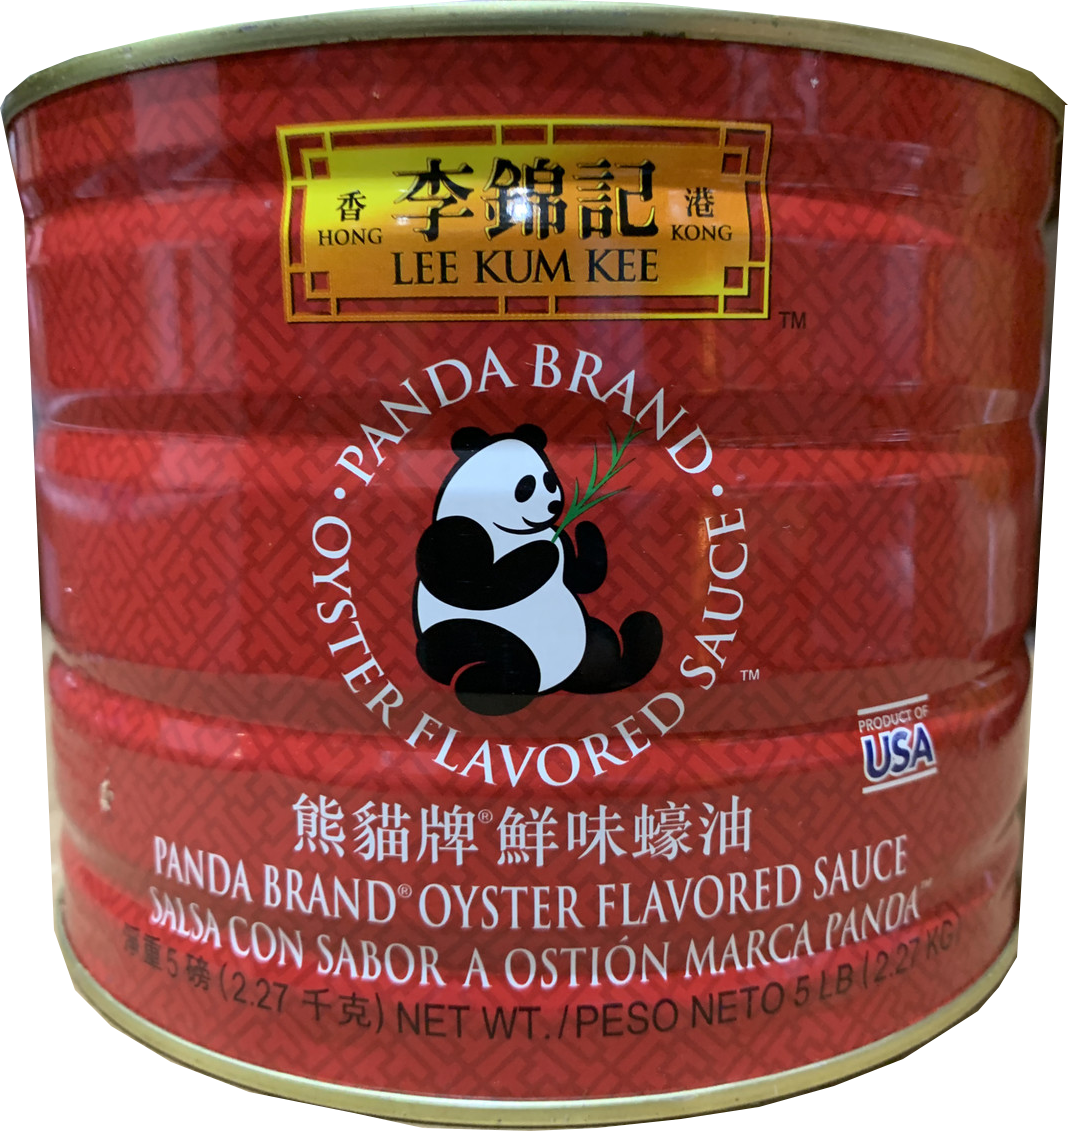 香 李錦記 港
HONG KONG
LEE KUM KEE
TM
• PANDA BRAND •
OYSTER FLAVORED SAUCE
TM
PRODUCT OF
USA
熊貓牌®鮮味蠔油
PANDA BRAND® OYSTER FLAVORED SAUCE
SALSA CON SABOR A OSTIÓN MARCA PANDA™
淨重 5 磅 (2.27 千克) NET WT. / PESO NETO 5 LB (2.27 KG)